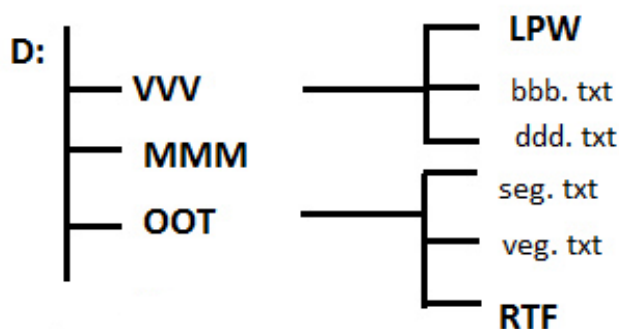 D:
VVV
MMM
OOT
LPW
bbb. txt
ddd. txt
seg. txt
veg. txt
RTF